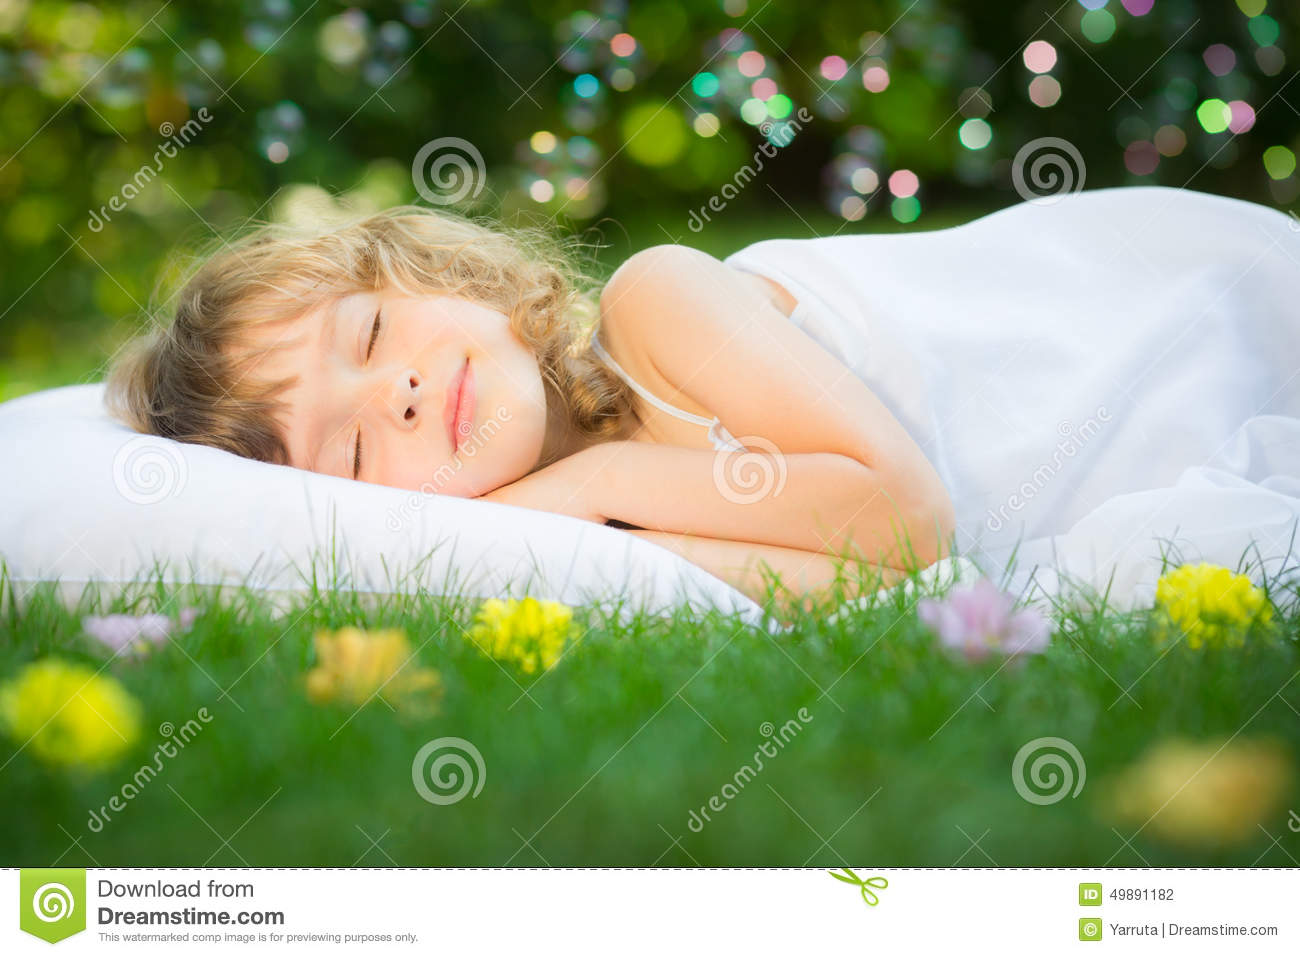 dreamstime
dreamstime
dreamstime
dreamstime
dreamstime
dreamstime
Download from
Dreamstime.com
This watermarked comp image is for previewing purposes only.
ID 49891182
© Yarruta | Dreamstime.com